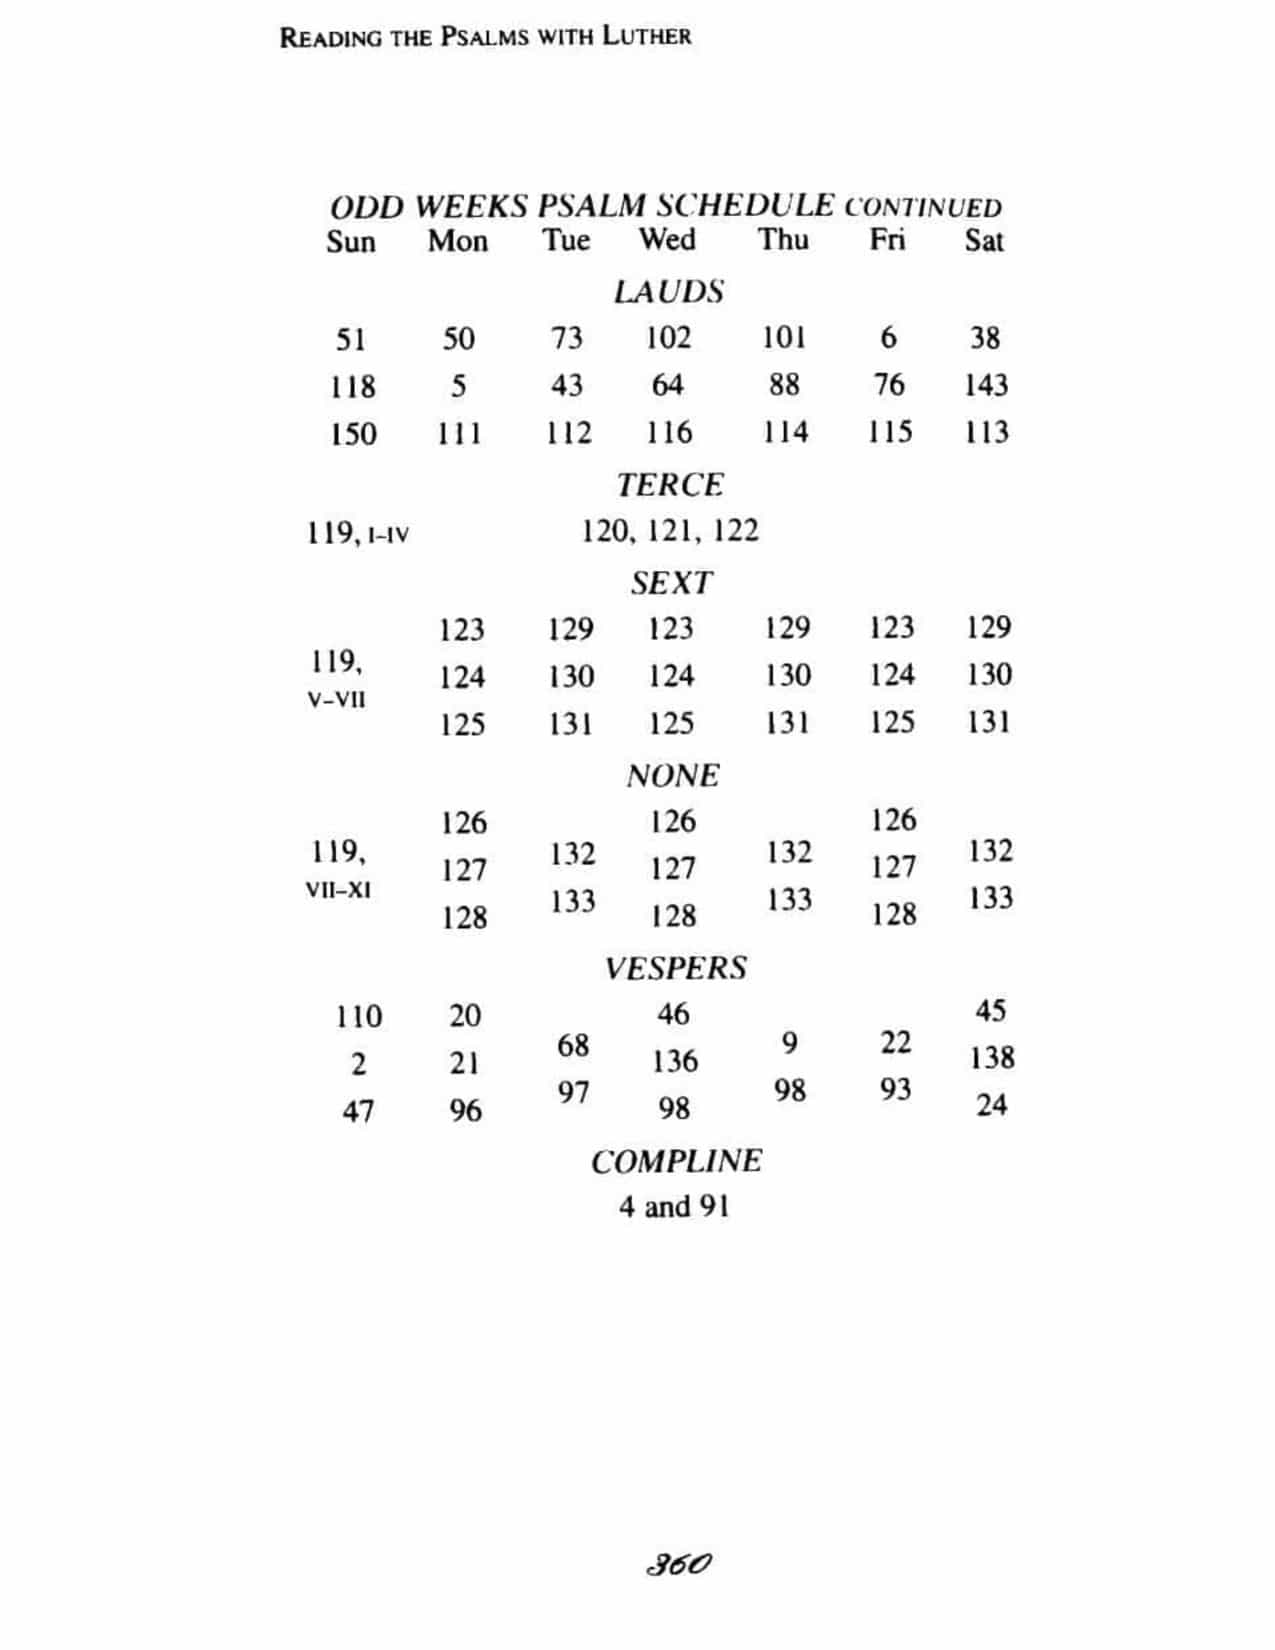 READING THE PSALMS WITH LUTHER
ODD WEEKS PSALM SCHEDULE CONTINUED
Sun Mon Tue Wed Thu Fri Sat
LAUDS
51 50 73 102 101 6 38
118 5 43 64 88 76 143
150 111 112 116 114 115 113
TERCE
119, I–IV 120, 121, 122
SEXT
123 129 123 129 123 129
119,
124 130 124 130 124 130
V–VII
125 131 125 131 125 131
NONE
126 126 126
119, 132 132 132
127 127 127
VII–XI 133 133 133
128 128 128
VESPERS
110 20 46 45
68 9 22
2 21 136 138
97 98 93
47 96 98 24
COMPLINE
4 and 91
360